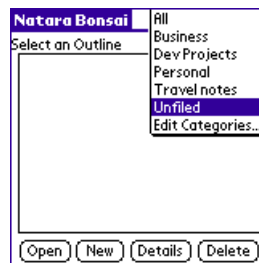 Natara Bonsai
Select an Outline
All
Business
Dev Projects
Personal
Travel notes
Unfiled
Edit Categories...
Open New Details Delete